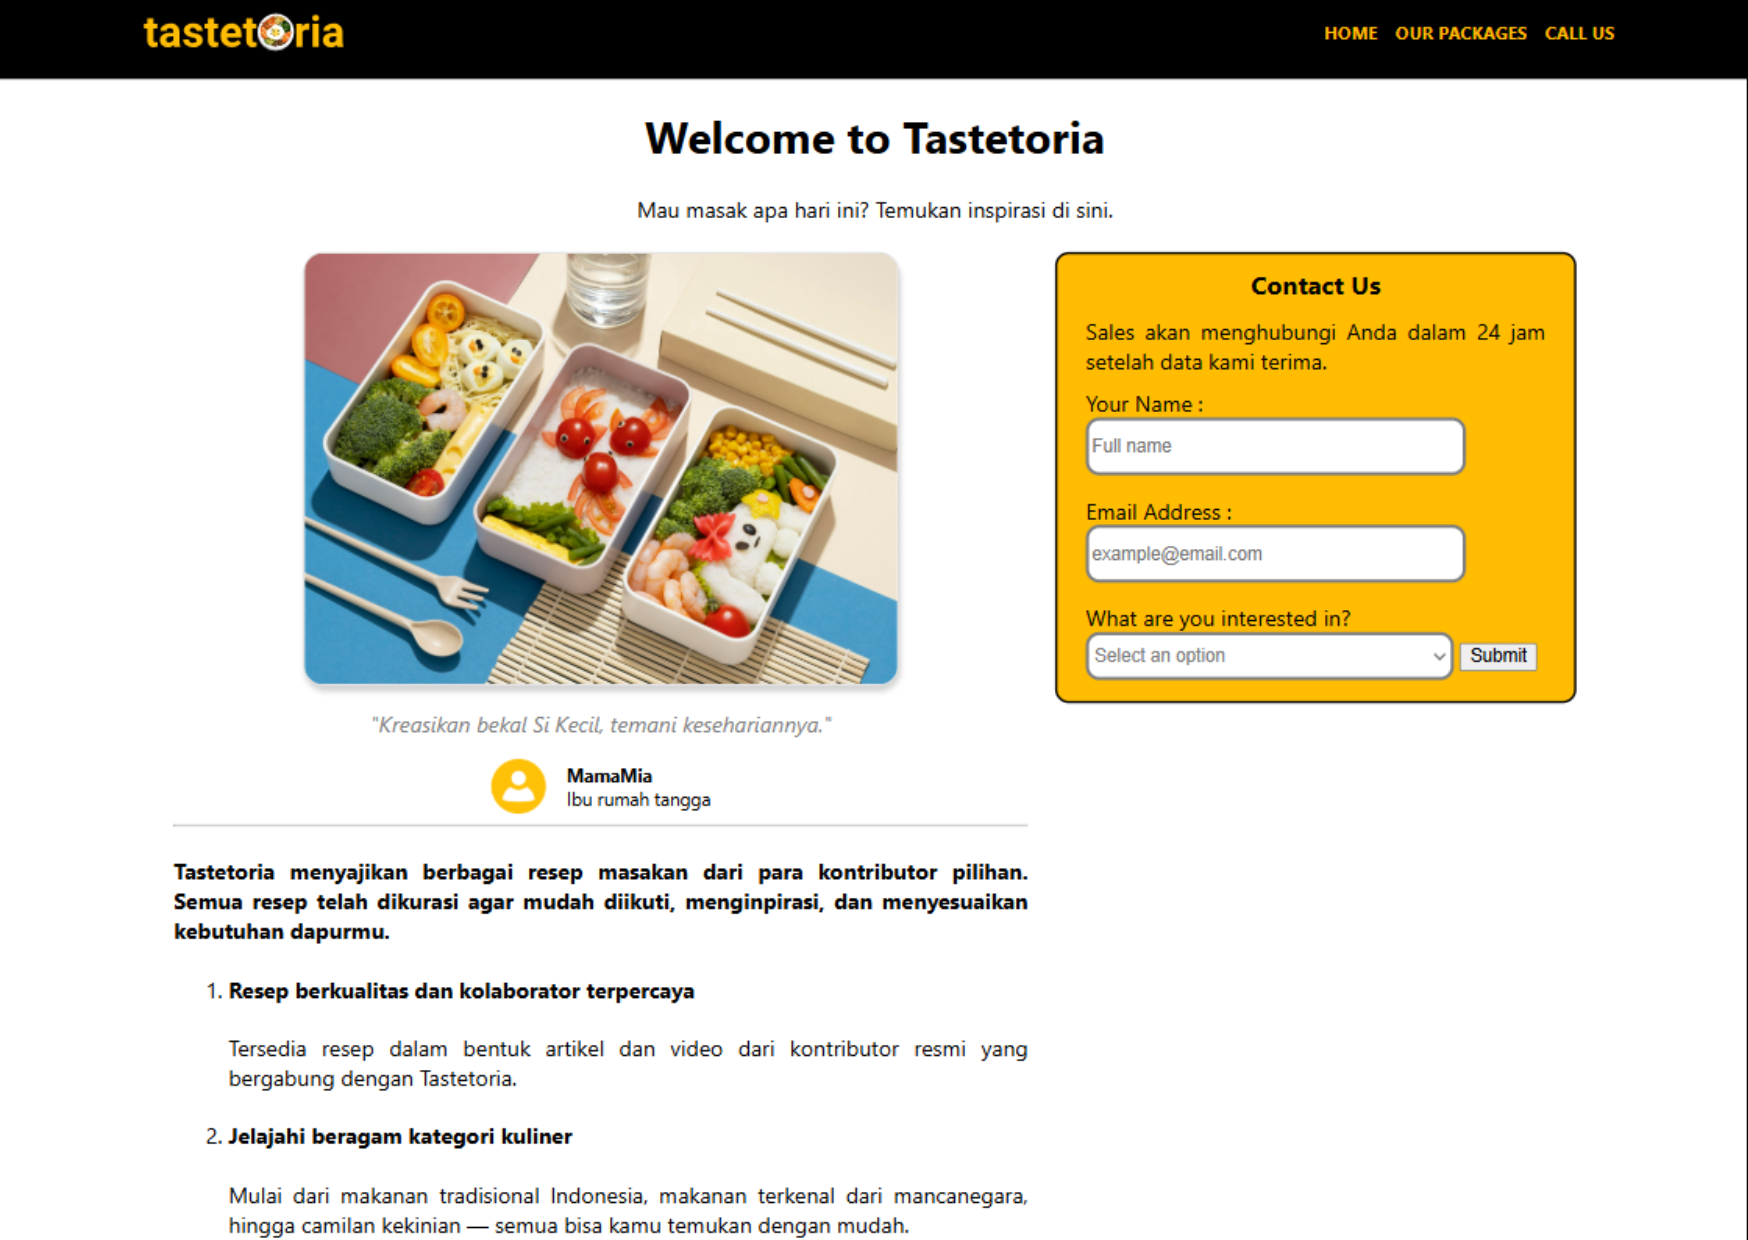 tastetoria
HOME OUR PACKAGES CALL US
Welcome to Tastetoria
Mau masak apa hari ini? Temukan inspirasi di sini.
"Kreasikan bekal Si Kecil, temani kesehariannya."
MamaMia
Ibu rumah tangga
Tastetoria menyajikan berbagai resep masakan dari para kontributor pilihan.
Semua resep telah dikurasi agar mudah diikuti, menginpirasi, dan menyesuaikan
kebutuhan dapurmu.
1. Resep berkualitas dan kolaborator terpercaya
Tersedia resep dalam bentuk artikel dan video dari kontributor resmi yang
bergabung dengan Tastetoria.
2. Jelajahi beragam kategori kuliner
Mulai dari makanan tradisional Indonesia, makanan terkenal dari mancanegara,
hingga camilan kekinian — semua bisa kamu temukan dengan mudah.
Contact Us
Sales akan menghubungi Anda dalam 24 jam
setelah data kami terima.
Your Name :
Full name
Email Address :
example@email.com
What are you interested in?
Select an option Submit